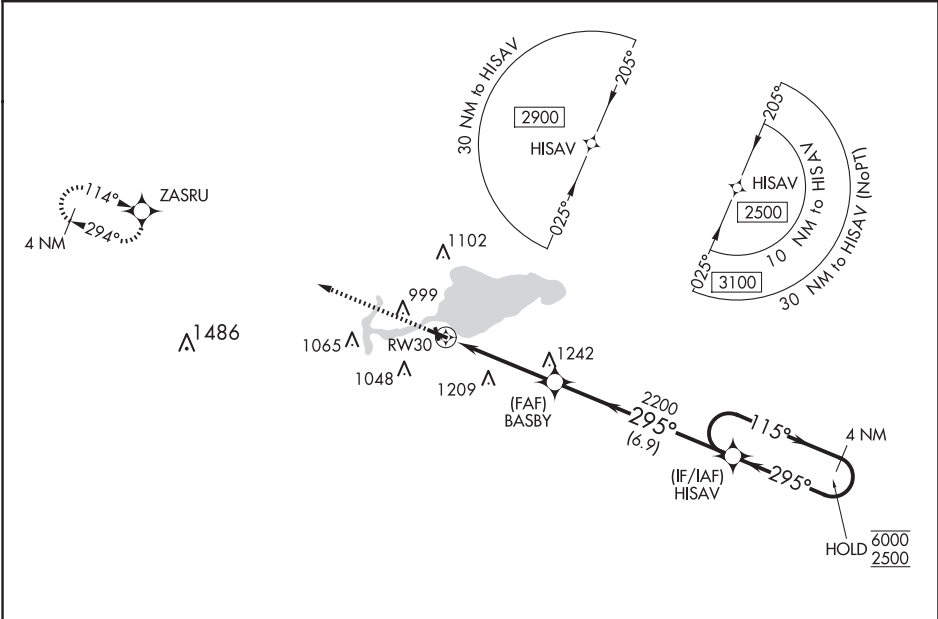 30 NM to HISAV
205°
2900
HISAV
025°
205°
HISAV
2500
10 NM to HISAV
30 NM to HISAV (NoPT)
025°
3100
114°
ZASRU
294°
4 NM
1102
999
1486
1065
RW30
1048
1209
1242
(FAF)
BASBY
2200
295°
(6.9)
115°
4 NM
(IF/IAF)
HISAV
295°
HOLD
6000
2500